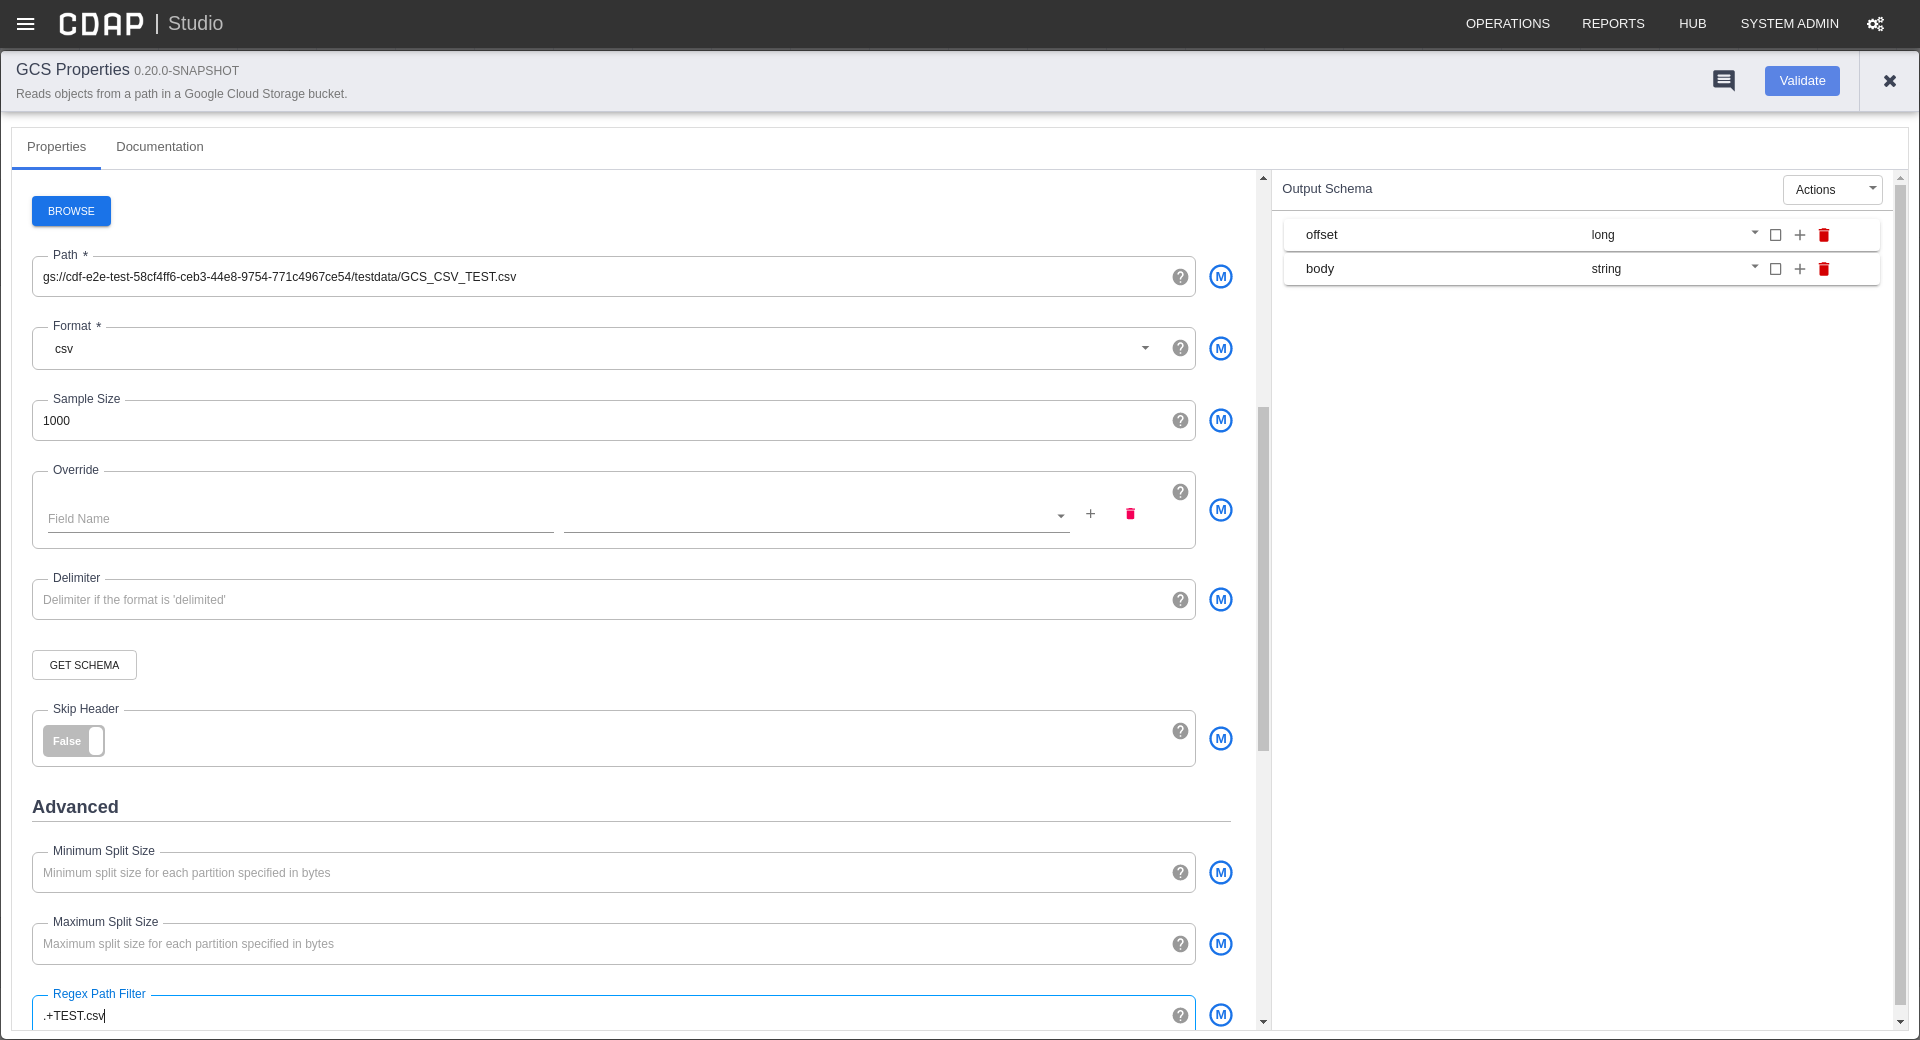 CDAP | Studio
OPERATIONS REPORTS HUB SYSTEM ADMIN
GCS Properties 0.20.0-SNAPSHOT
Reads objects from a path in a Google Cloud Storage bucket.
Validate
Properties Documentation
BROWSE
Path *
gs://cdf-e2e-test-58cf4ff6-ceb3-44e8-9754-771c4967ce54/testdata/GCS_CSV_TEST.csv
M
Format *
csv
M
Sample Size
1000
M
Override
Field Name
M
Delimiter
Delimiter if the format is 'delimited'
M
GET SCHEMA
Skip Header
False
M
Advanced
Minimum Split Size
Minimum split size for each partition specified in bytes
M
Maximum Split Size
Maximum split size for each partition specified in bytes
M
Regex Path Filter
.+TEST.csv
M
Output Schema
Actions
offset long
body string